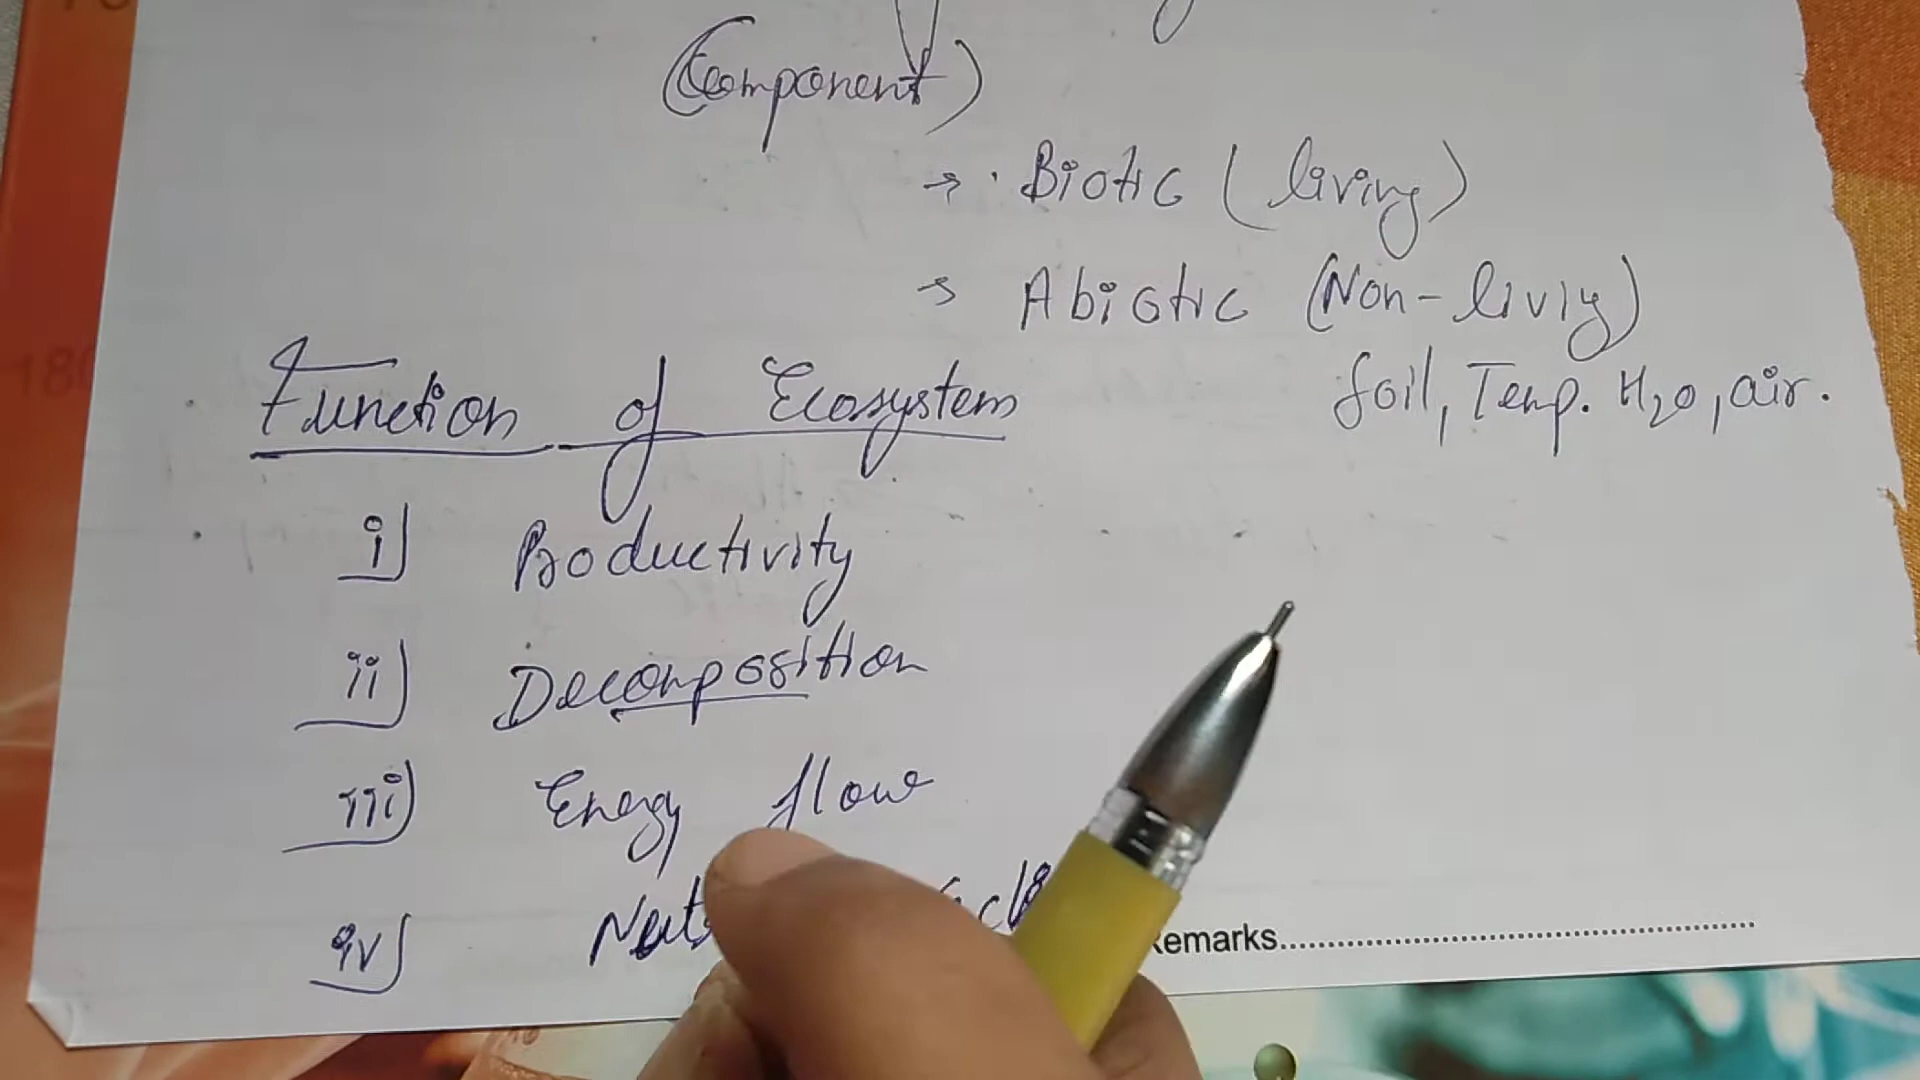 (Component)
→ Biotic (living)
→ Abiotic (Non-living)
Soil, Temp. H₂O, air.
Function of Ecosystem
i) Productivity
ii) Decomposition
iii) Energy flow
iv)
Remarks
180